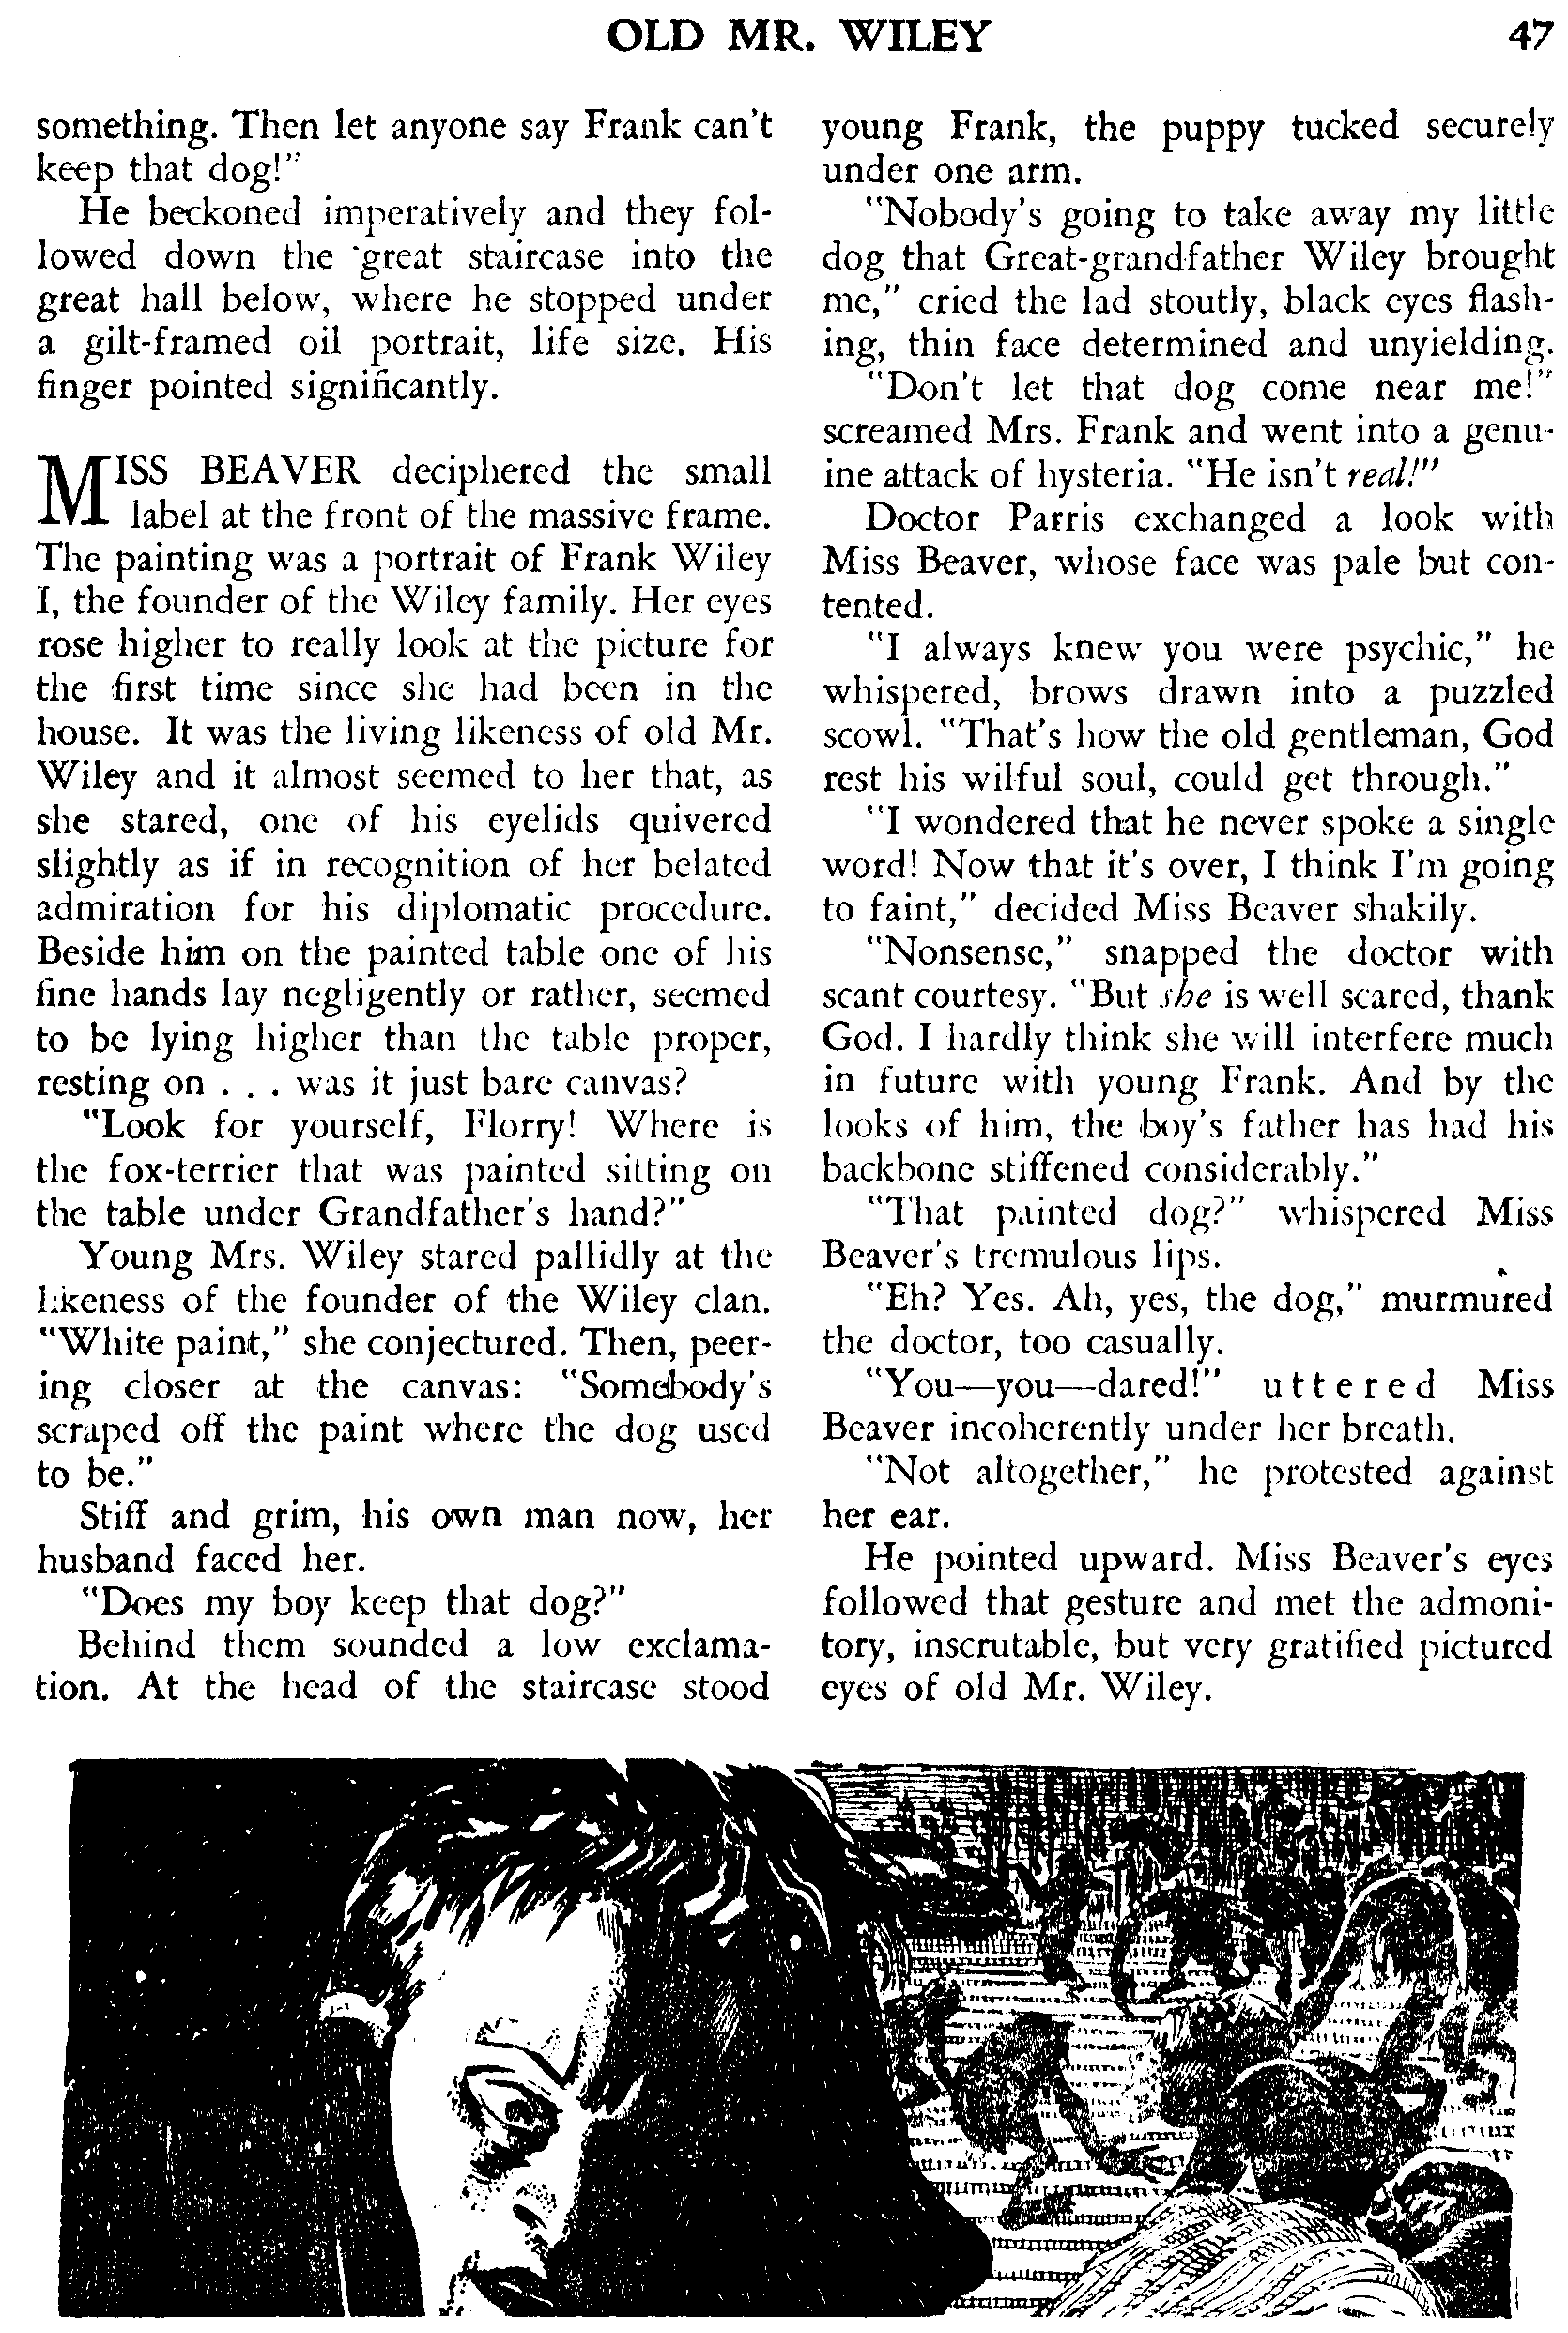 OLD MR. WILEY 47
something. Then let anyone say Frank can't
keep that dog!"
He beckoned imperatively and they fol-
lowed down the great staircase into the
great hall below, where he stopped under
a gilt-framed oil portrait, life size. His
finger pointed significantly.
MISS BEAVER deciphered the small
label at the front of the massive frame.
The painting was a portrait of Frank Wiley
I, the founder of the Wiley family. Her eyes
rose higher to really look at the picture for
the first time since she had been in the
house. It was the living likeness of old Mr.
Wiley and it almost seemed to her that, as
she stared, one of his eyelids quivered
slightly as if in recognition of her belated
admiration for his diplomatic procedure.
Beside him on the painted table one of his
fine hands lay negligently or rather, seemed
to be lying higher than the table proper,
resting on . . . was it just bare canvas?
"Look for yourself, Florry! Where is
the fox-terrier that was painted sitting on
the table under Grandfather's hand?"
Young Mrs. Wiley stared pallidly at the
likeness of the founder of the Wiley clan.
"White paint," she conjectured. Then, peer-
ing closer at the canvas: "Somebody's
scraped off the paint where the dog used
to be."
Stiff and grim, his own man now, her
husband faced her.
"Does my boy keep that dog?"
Behind them sounded a low exclama-
tion. At the head of the staircase stood
young Frank, the puppy tucked securely
under one arm.
"Nobody's going to take away my little
dog that Great-grandfather Wiley brought
me," cried the lad stoutly, black eyes flash-
ing, thin face determined and unyielding.
"Don't let that dog come near me!"
screamed Mrs. Frank and went into a genu-
ine attack of hysteria. "He isn't real!"
Doctor Parris exchanged a look with
Miss Beaver, whose face was pale but con-
tented.
"I always knew you were psychic," he
whispered, brows drawn into a puzzled
scowl. "That's how the old gentleman, God
rest his wilful soul, could get through."
"I wondered that he never spoke a single
word! Now that it's over, I think I'm going
to faint," decided Miss Beaver shakily.
"Nonsense," snapped the doctor with
scant courtesy. "But she is well scared, thank
God. I hardly think she will interfere much
in future with young Frank. And by the
looks of him, the boy's father has had his
backbone stiffened considerably."
"That painted dog?" whispered Miss
Beaver's tremulous lips.
"Eh? Yes. Ah, yes, the dog," murmured
the doctor, too casually.
"You—you—dared!" uttered Miss
Beaver incoherently under her breath.
"Not altogether," he protested against
her ear.
He pointed upward. Miss Beaver's eyes
followed that gesture and met the admoni-
tory, inscrutable, but very gratified pictured
eyes of old Mr. Wiley.